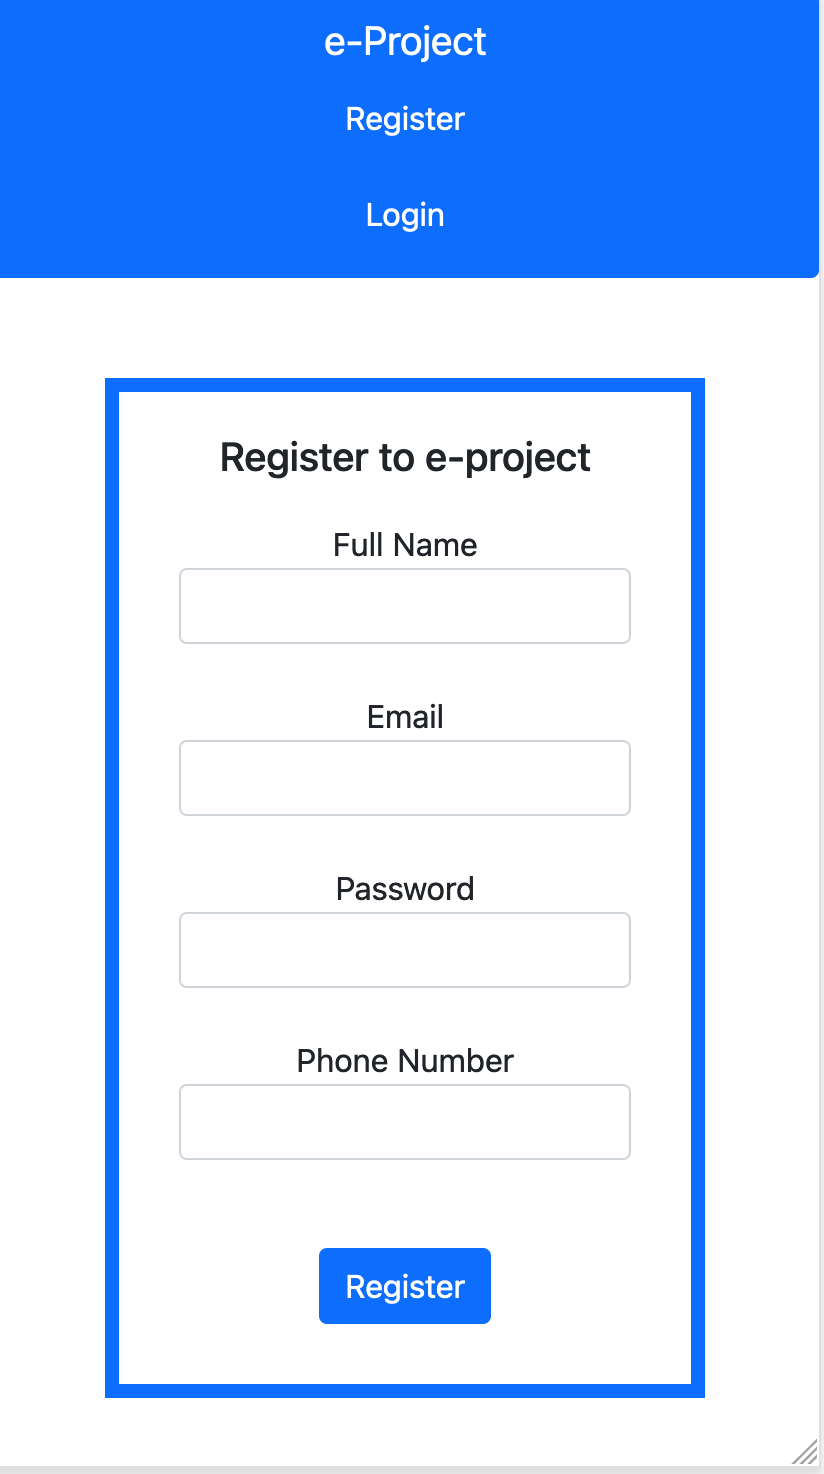 e-Project
Register
Login
Register to e-project
Full Name
Email
Password
Phone Number
Register